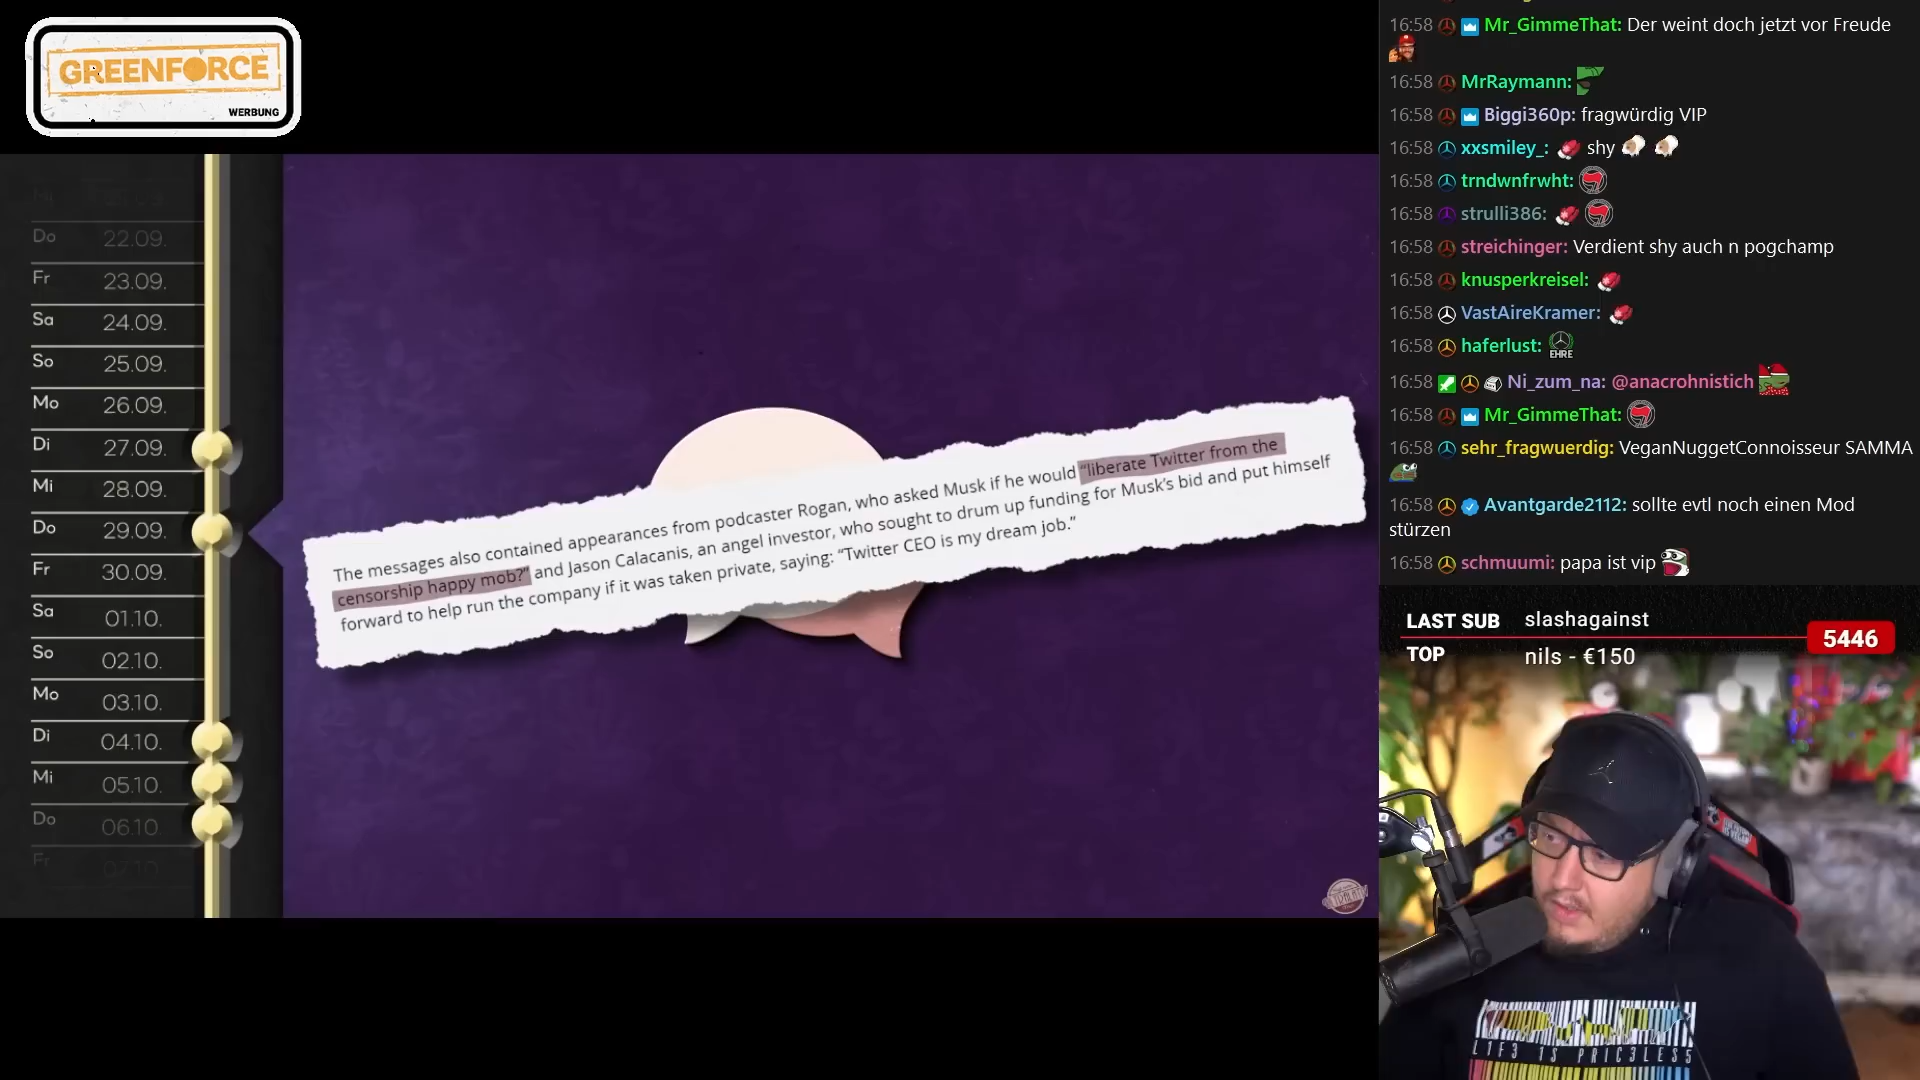 GREENFORCE
WERBUNG
Do 22.09.
Fr 23.09.
Sa 24.09.
So 25.09.
Mo 26.09.
Di 27.09.
Mi 28.09.
Do 29.09.
Fr 30.09.
Sa 01.10.
So 02.10.
Mo 03.10.
Di 04.10.
Mi 05.10.
Do 06.10
Fr 07.10
The messages also contained appearances from podcaster Rogan, who asked Musk if he would “liberate Twitter from the
censorship happy mob?” and Jason Calacanis, an angel investor, who sought to drum up funding for Musk’s bid and put himself
forward to help run the company if it was taken private, saying: “Twitter CEO is my dream job.”
16:58 Mr_GimmeThat: Der weint doch jetzt vor Freude
16:58 MrRaymann:
16:58 Biggi360p: fragwürdig VIP
16:58 xxsmiley_: shy
16:58 trndwnfrwht:
16:58 strulli386:
16:58 streichinger: Verdient shy auch n pogchamp
16:58 knusperkreisel:
16:58 VastAireKramer:
16:58 haferlust: EHRE
16:58 Ni_zum_na: @anacrohnistich
16:58 Mr_GimmeThat:
16:58 sehr_fragwuerdig: VeganNuggetConnoisseur SAMMA
16:58 Avantgarde2112: sollte evtl noch einen Mod
stürzen
16:58 schmuumi: papa ist vip
LAST SUB slashagainst
5446
TOP nils - €150
L1F3 1S PRIC3LES5